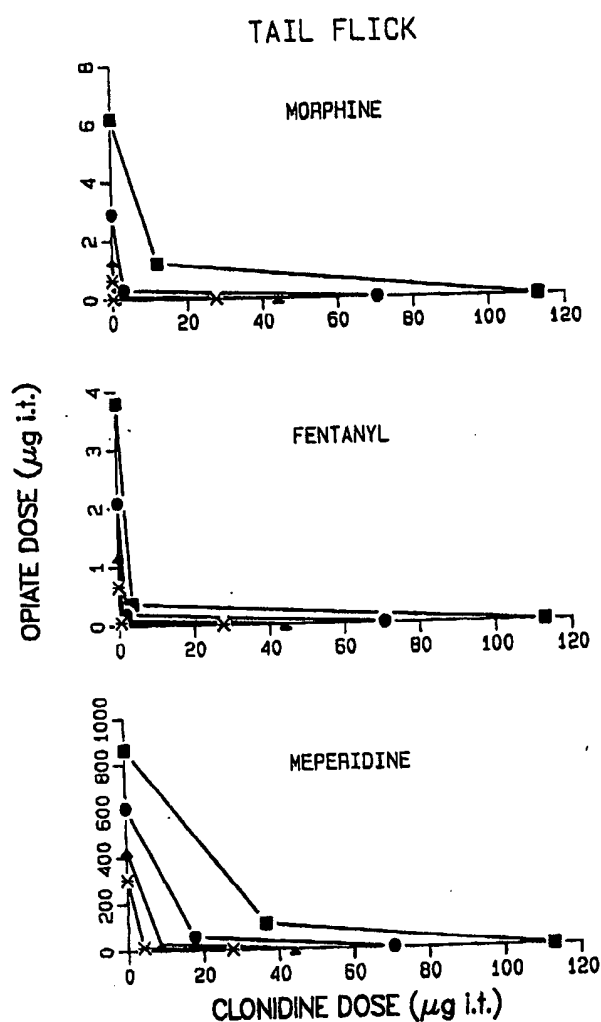 TAIL FLICK
MORPHINE
8
6
4
2
0
0 20 40 60 80 100 120
FENTANYL
4
3
2
1
0
0 20 40 60 80 100 120
OPIATE DOSE (µg i.t.)
MEPERIDINE
1000
800
600
400
200
0
0 20 40 60 80 100 120
CLONIDINE DOSE (µg i.t.)